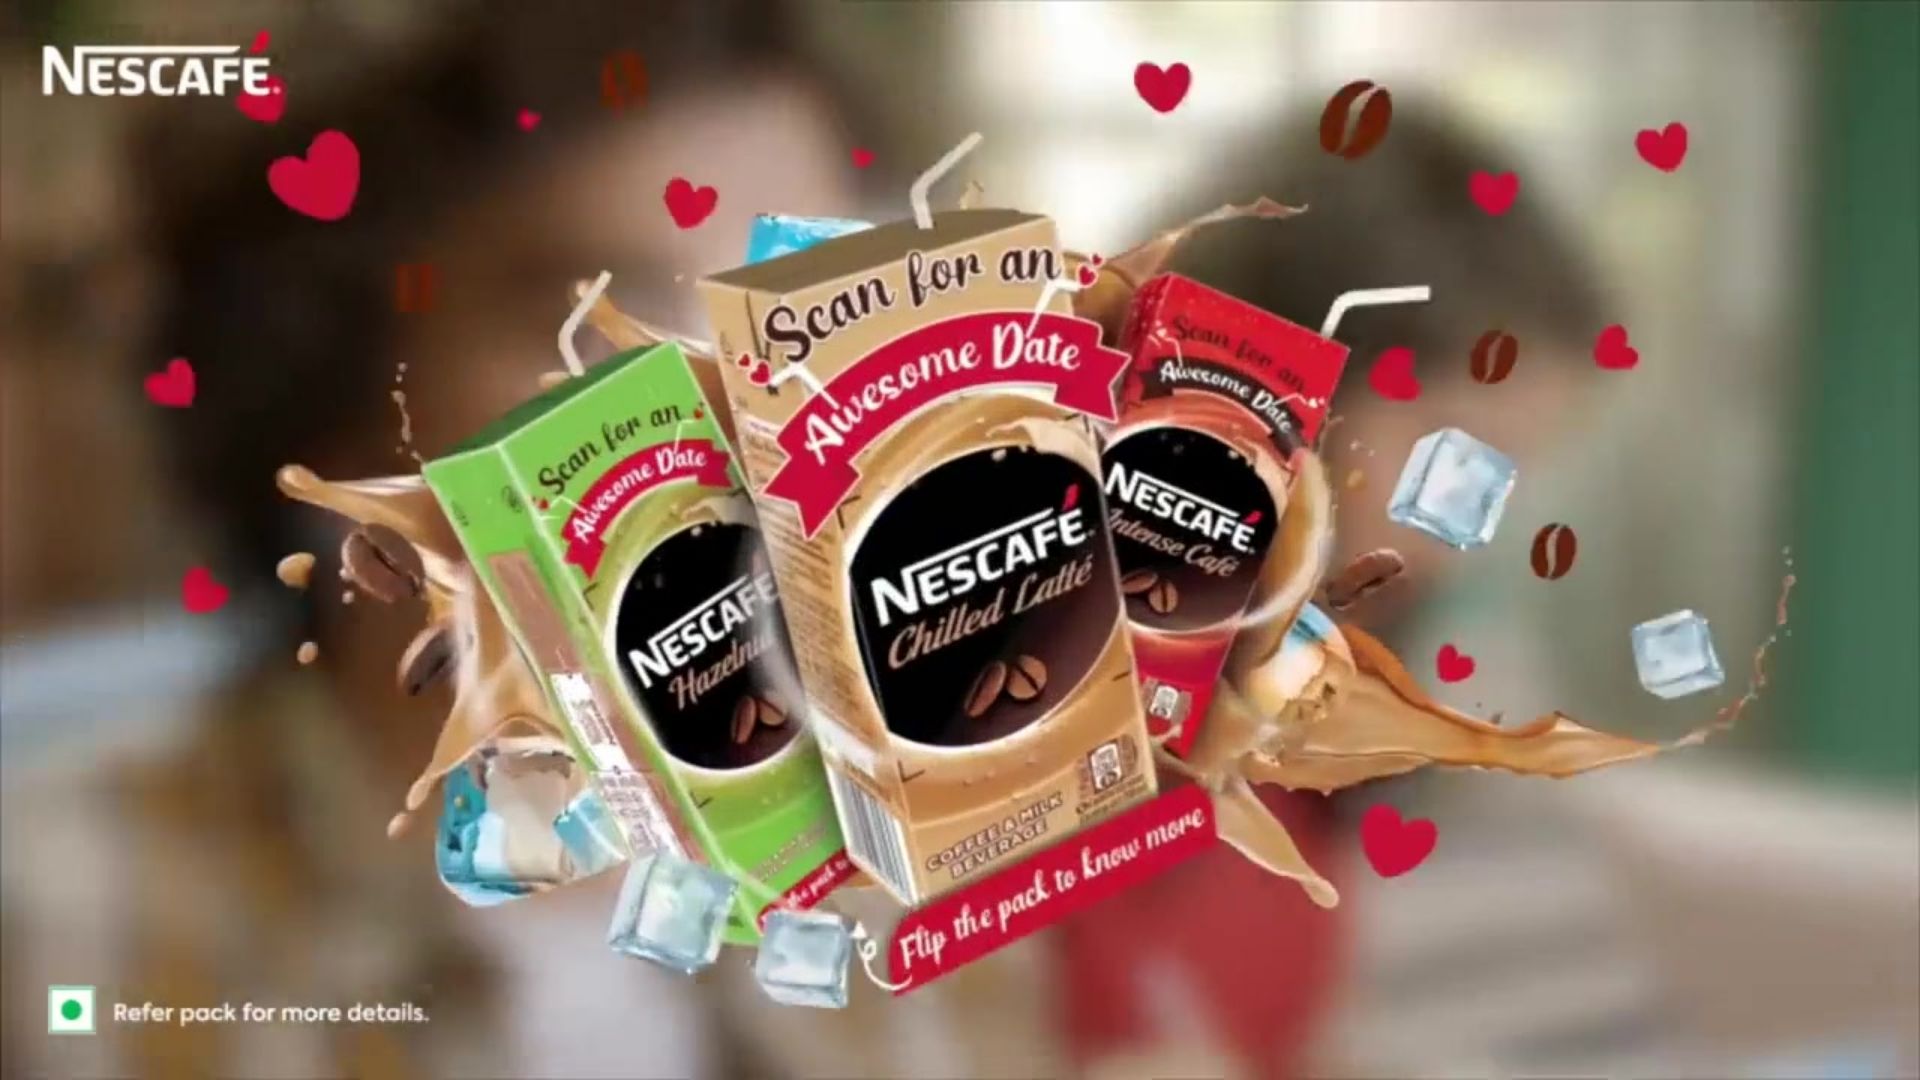 NESCAFÉ
Scan for an
Awesome Date
NESCAFÉ
Chilled Latté
COFFEE & MILK
BEVERAGE
Flip the pack to know more
Scan for an
Awesome Date
NESCAFÉ
Scan for an
Awesome Date
NESCAFÉ
Intense Café
Refer pack for more details.